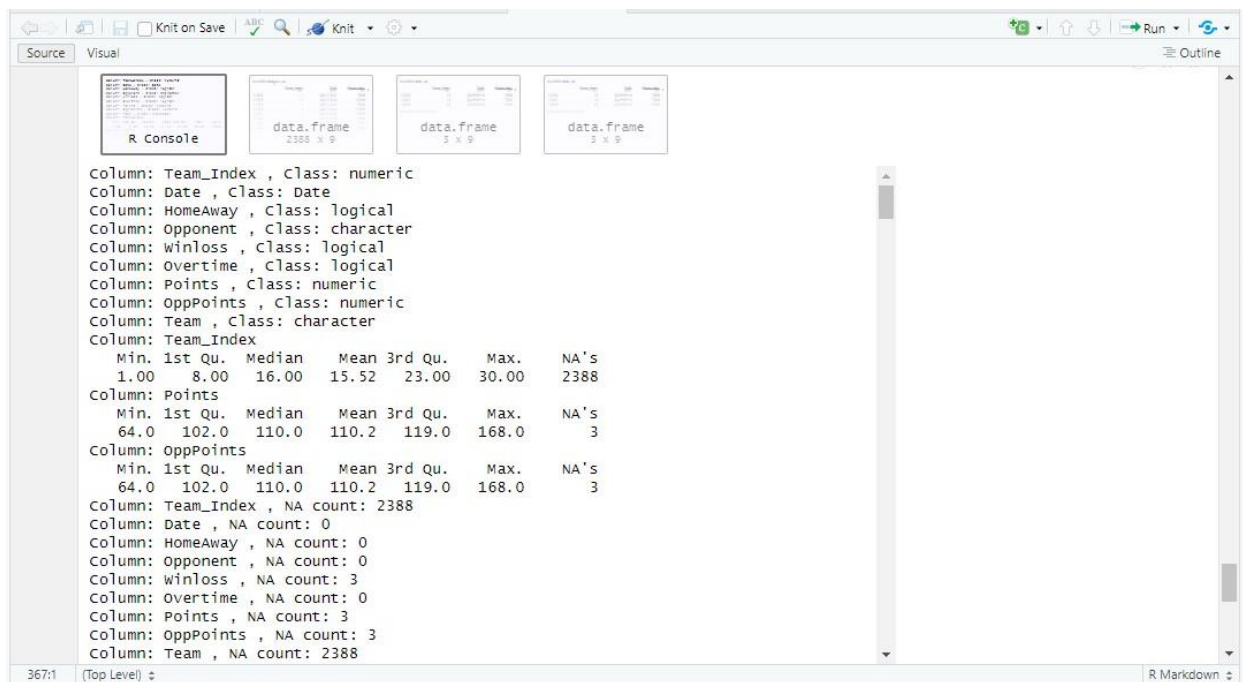 Knit on Save ABC Knit Run
Source Visual Outline
R Console
data.frame
2388 x 9
data.frame
3 x 9
data.frame
3 x 9
Column: Team_Index , Class: numeric
Column: Date , Class: Date
Column: HomeAway , Class: logical
Column: Opponent , Class: character
Column: WinLoss , Class: logical
Column: Overtime , Class: logical
Column: Points , Class: numeric
Column: OppPoints , Class: numeric
Column: Team , Class: character
Column: Team_Index
Min. 1st Qu. Median Mean 3rd Qu. Max. NA's
1.00 8.00 16.00 15.52 23.00 30.00 2388
Column: Points
Min. 1st Qu. Median Mean 3rd Qu. Max. NA's
64.0 102.0 110.0 110.2 119.0 168.0 3
Column: OppPoints
Min. 1st Qu. Median Mean 3rd Qu. Max. NA's
64.0 102.0 110.0 110.2 119.0 168.0 3
Column: Team_Index , NA count: 2388
Column: Date , NA count: 0
Column: HomeAway , NA count: 0
Column: Opponent , NA count: 0
Column: WinLoss , NA count: 3
Column: Overtime , NA count: 0
Column: Points , NA count: 3
Column: OppPoints , NA count: 3
Column: Team , NA count: 2388
367:1 (Top Level) R Markdown